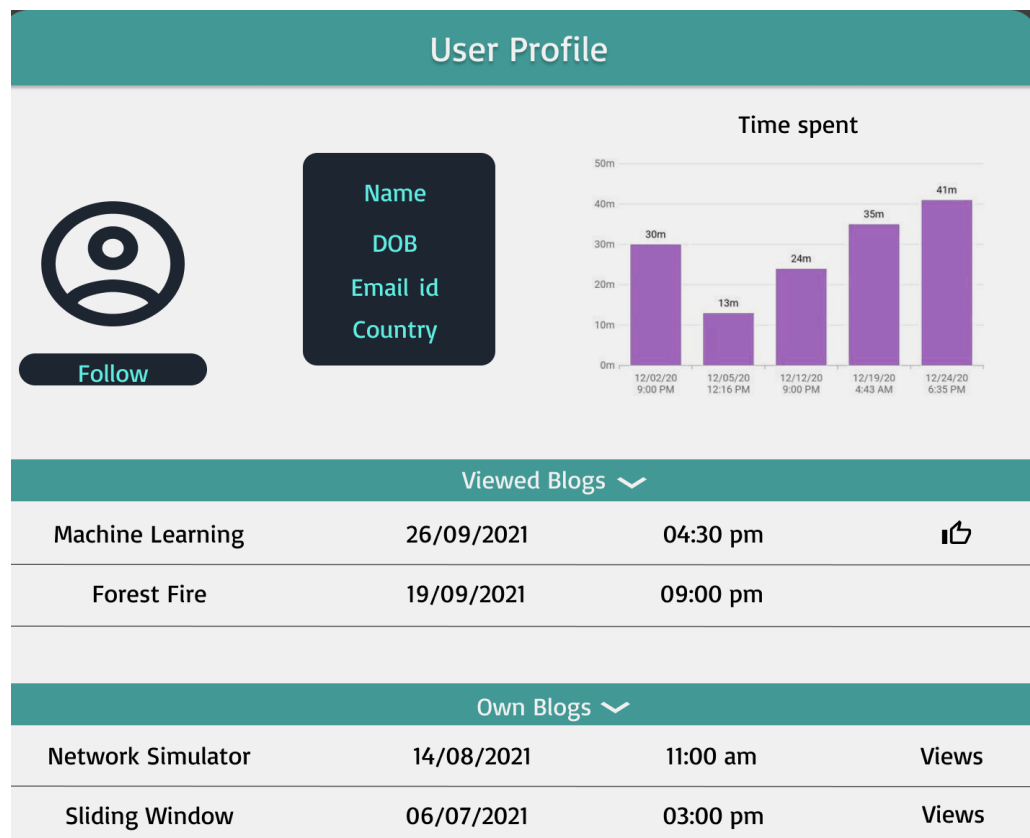 User Profile
Time spent
Name
DOB
Email id
Country
Follow
50m
40m
30m
20m
10m
0m
30m
13m
24m
35m
41m
12/02/20 12/05/20 12/12/20 12/19/20 12/24/20
9:00 PM 12:16 PM 9:00 PM 4:43 AM 6:35 PM
Viewed Blogs
Machine Learning 26/09/2021 04:30 pm
Forest Fire 19/09/2021 09:00 pm
Own Blogs
Network Simulator 14/08/2021 11:00 am Views
Sliding Window 06/07/2021 03:00 pm Views